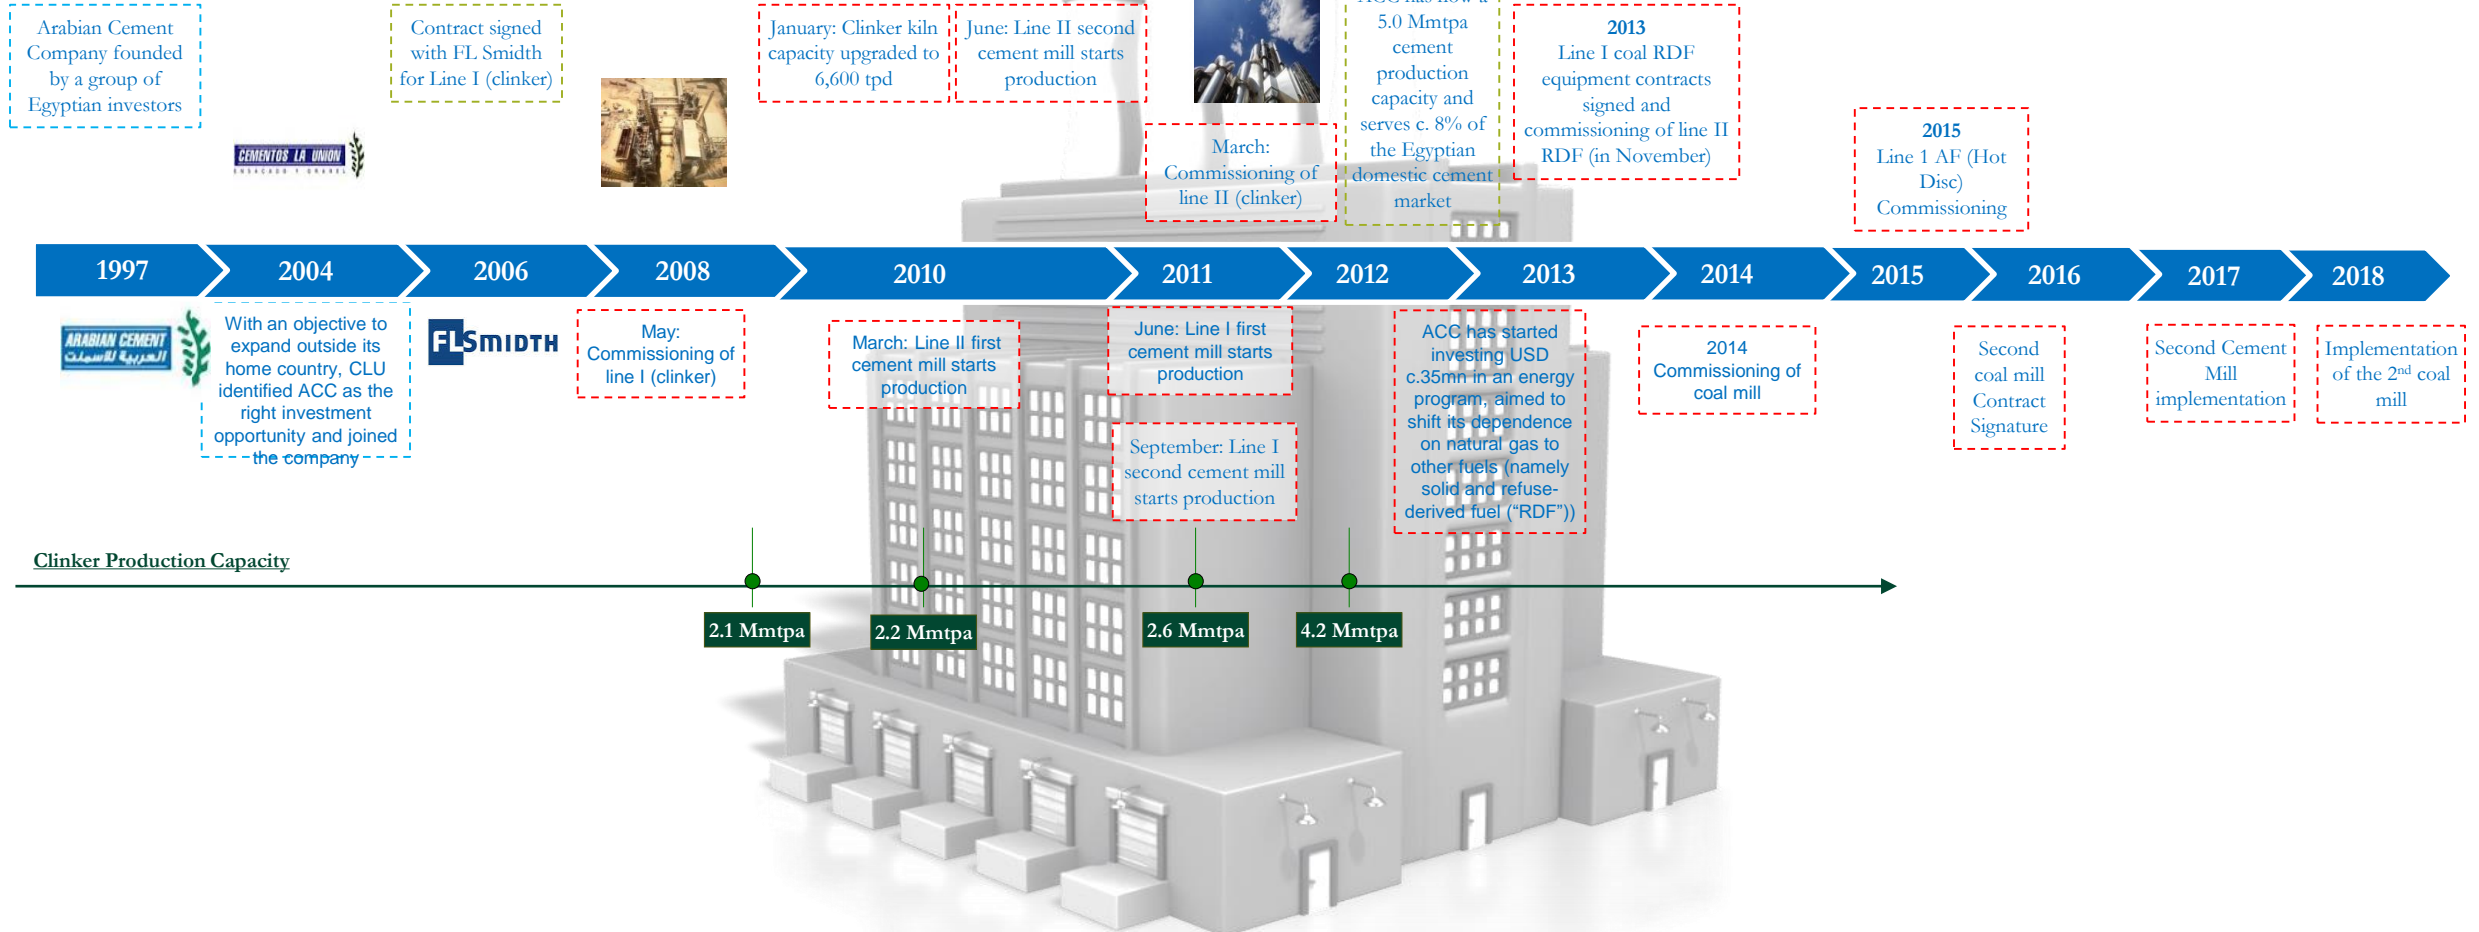 Arabian Cement
Company founded
by a group of
Egyptian investors
Contract signed
with FL Smidth
for Line I (clinker)
January: Clinker kiln
capacity upgraded to
6,600 tpd
June: Line II second
cement mill starts
production
ACC has now a
5.0 Mmtpa
cement
production
capacity and
serves c. 8% of
the Egyptian
domestic cement
market
2013
Line I coal RDF
equipment contracts
signed and
commissioning of line II
RDF (in November)
CEMENTOS LA UNION
ENSACADO Y GRANEL
March:
Commissioning of
line II (clinker)
2015
Line 1 AF (Hot
Disc)
Commissioning
1997
2004
2006
2008
2010
2011
2012
2013
2014
2015
2016
2017
2018
ARABIAN CEMENT
العربية للأسمنت
With an objective to
expand outside its
home country, CLU
identified ACC as the
right investment
opportunity and joined
the company
FLSMIDTH
May:
Commissioning of
line I (clinker)
March: Line II first
cement mill starts
production
June: Line I first
cement mill starts
production
September: Line I
second cement mill
starts production
ACC has started
investing USD
c.35mn in an energy
program, aimed to
shift its dependence
on natural gas to
other fuels (namely
solid and refuse-
derived fuel (“RDF”))
2014
Commissioning of
coal mill
Second
coal mill
Contract
Signature
Second Cement
Mill
implementation
Implementation
of the 2nd coal
mill
Clinker Production Capacity
2.1 Mmtpa
2.2 Mmtpa
2.6 Mmtpa
4.2 Mmtpa